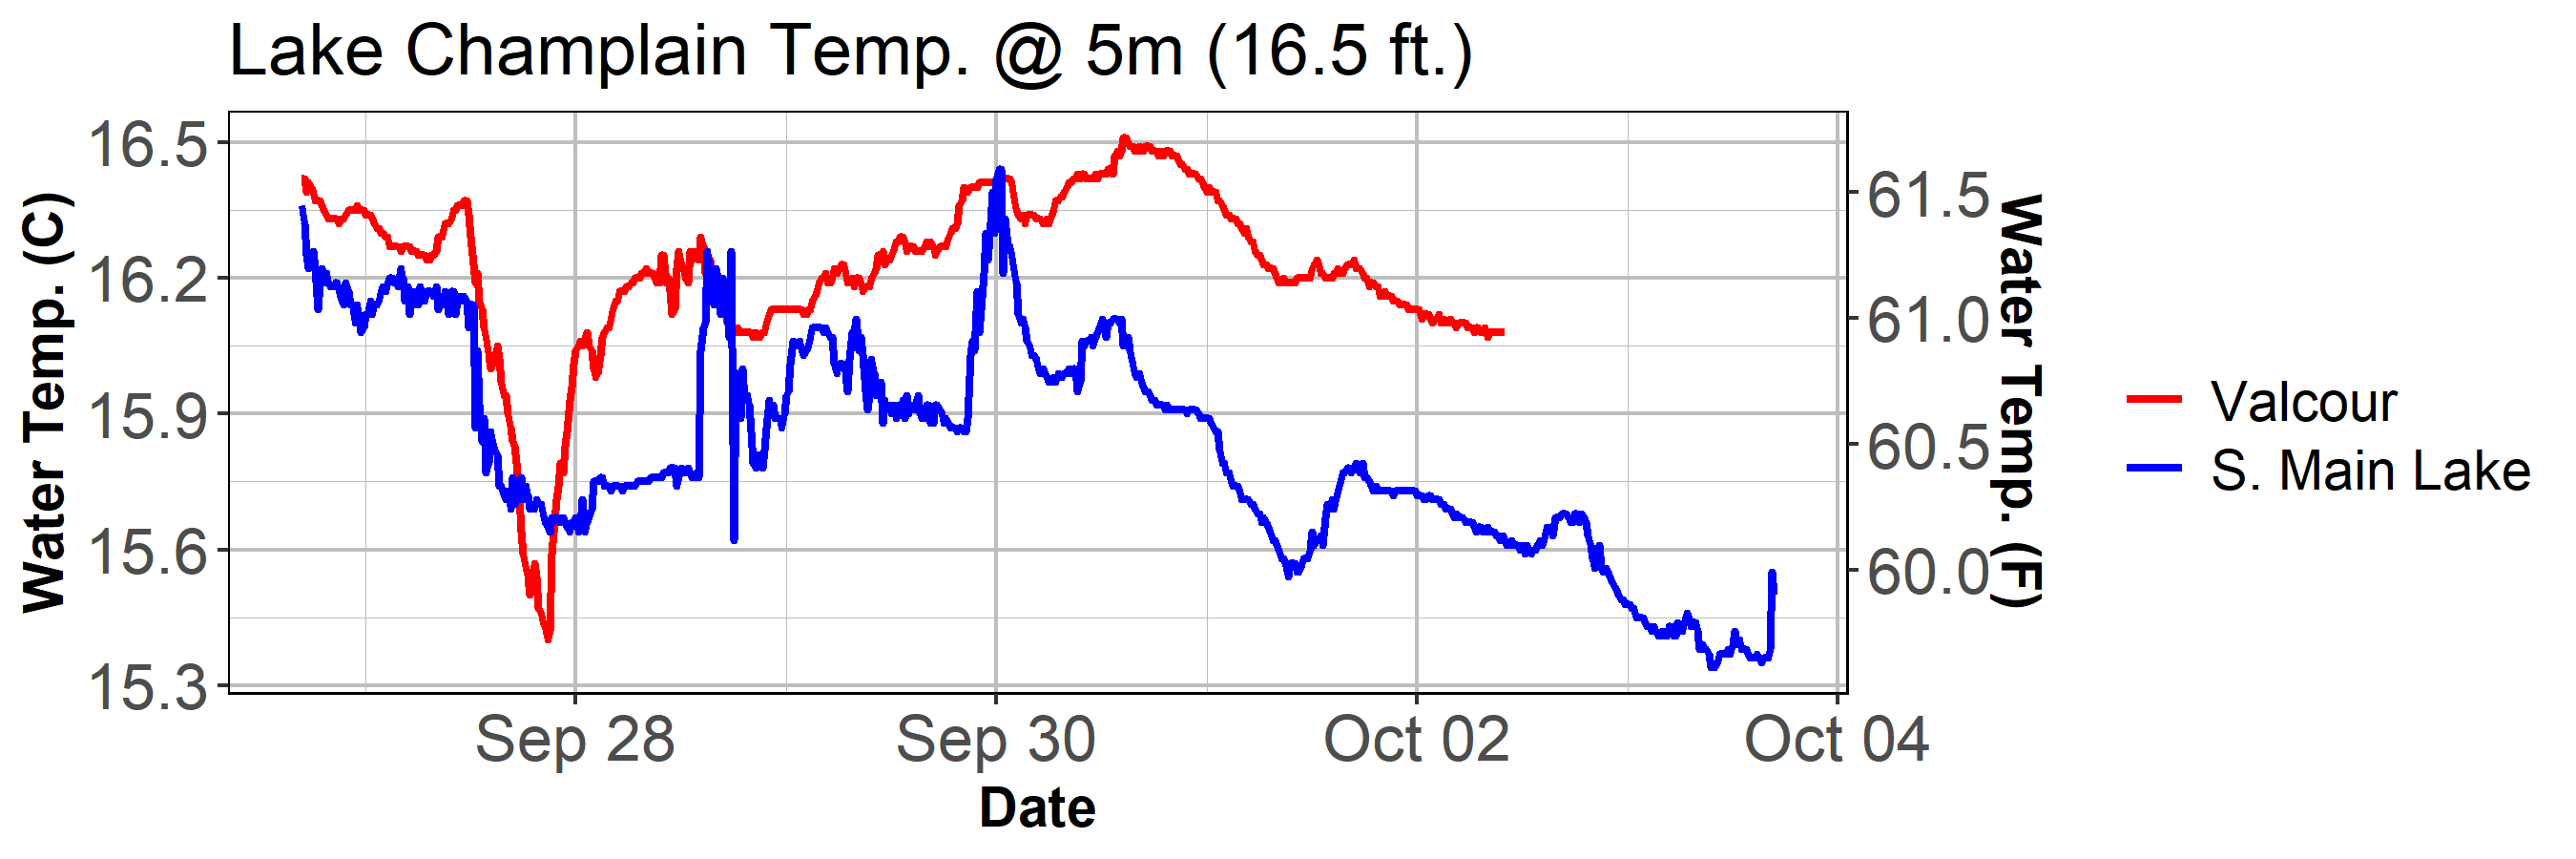 Lake Champlain Temp. @ 5m (16.5 ft.)
Water Temp. (C)
16.5
16.2
15.9
15.6
15.3
61.5
61.0
60.5
60.0
Water Temp. (F)
Sep 28
Sep 30
Oct 02
Oct 04
Date
Valcour
S. Main Lake